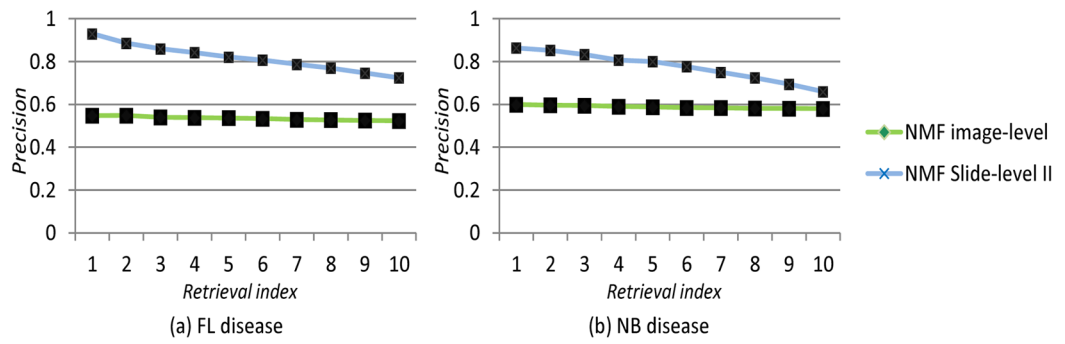 1
0.8
0.6
0.4
0.2
0
Precision
1 2 3 4 5 6 7 8 9 10
Retrieval index
(a) FL disease
1
0.8
0.6
0.4
0.2
0
Precision
1 2 3 4 5 6 7 8 9 10
Retrieval index
(b) NB disease
NMF image-level
NMF Slide-level II